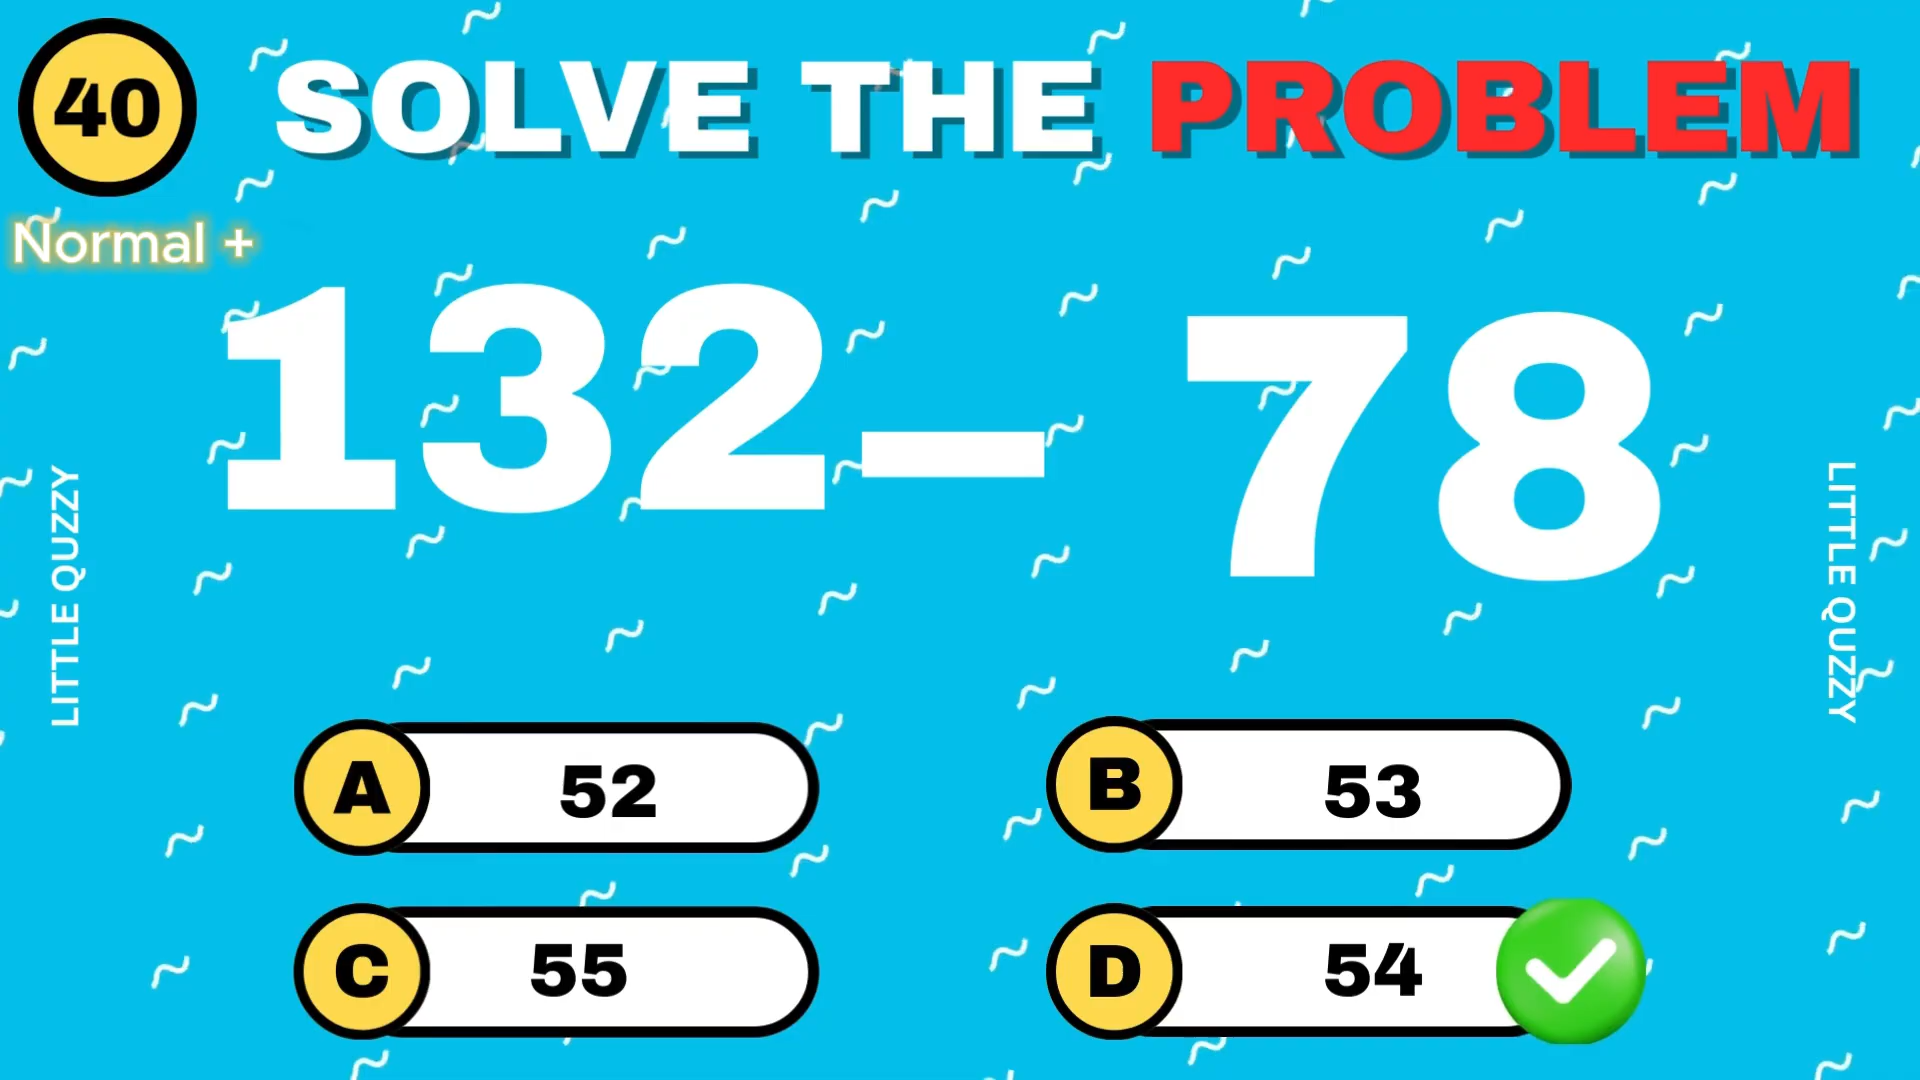 40
SOLVE THE PROBLEM
Normal +
132– 78
LITTLE QUZZY
LITTLE QUZZY
A 52
B 53
C 55
D 54